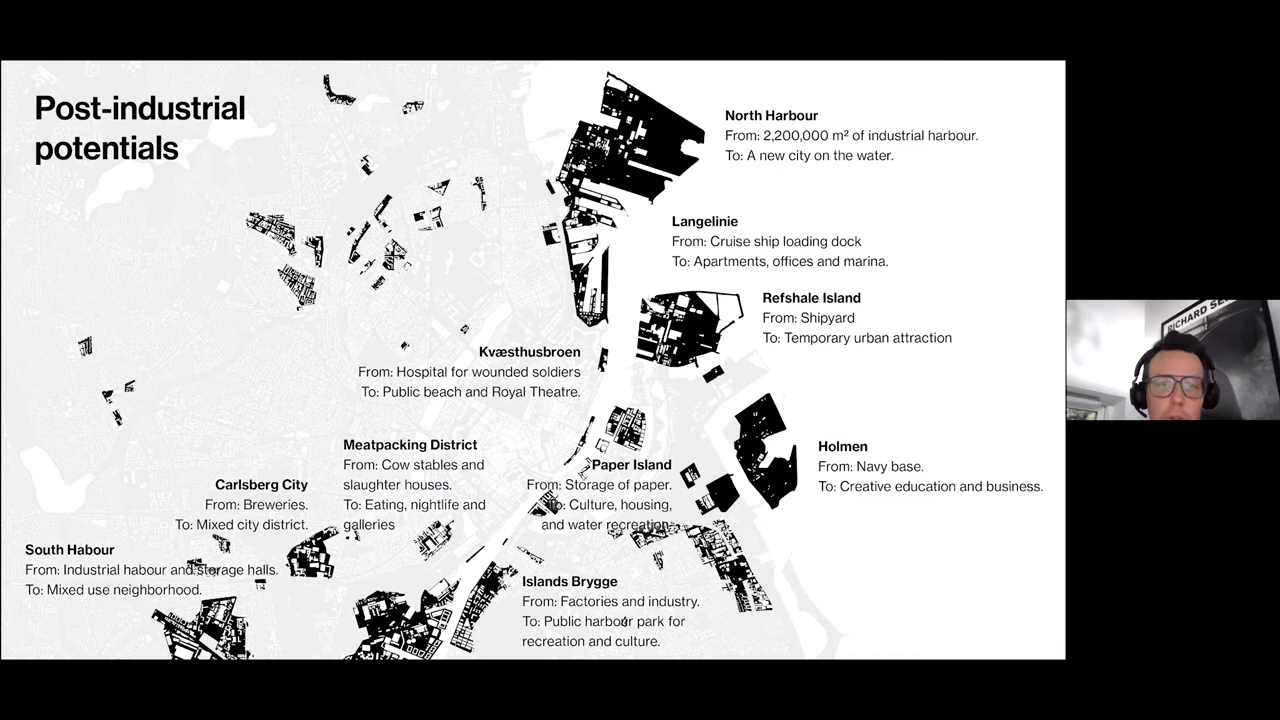 Post-industrial
potentials
North Harbour
From: 2,200,000 m² of industrial harbour.
To: A new city on the water.
Langelinie
From: Cruise ship loading dock
To: Apartments, offices and marina.
Refshale Island
From: Shipyard
To: Temporary urban attraction
Kvæsthusbroen
From: Hospital for wounded soldiers
To: Public beach and Royal Theatre.
Meatpacking District
From: Cow stables and
slaughter houses.
To: Eating, nightlife and
galleries
Paper Island
From: Storage of paper.
To: Culture, housing,
and water recreation.
Holmen
From: Navy base.
To: Creative education and business.
Carlsberg City
From: Breweries.
To: Mixed city district.
South Habour
From: Industrial habour and storage halls.
To: Mixed use neighborhood.
Islands Brygge
From: Factories and industry.
To: Public harbour park for
recreation and culture.
RICHARD SE